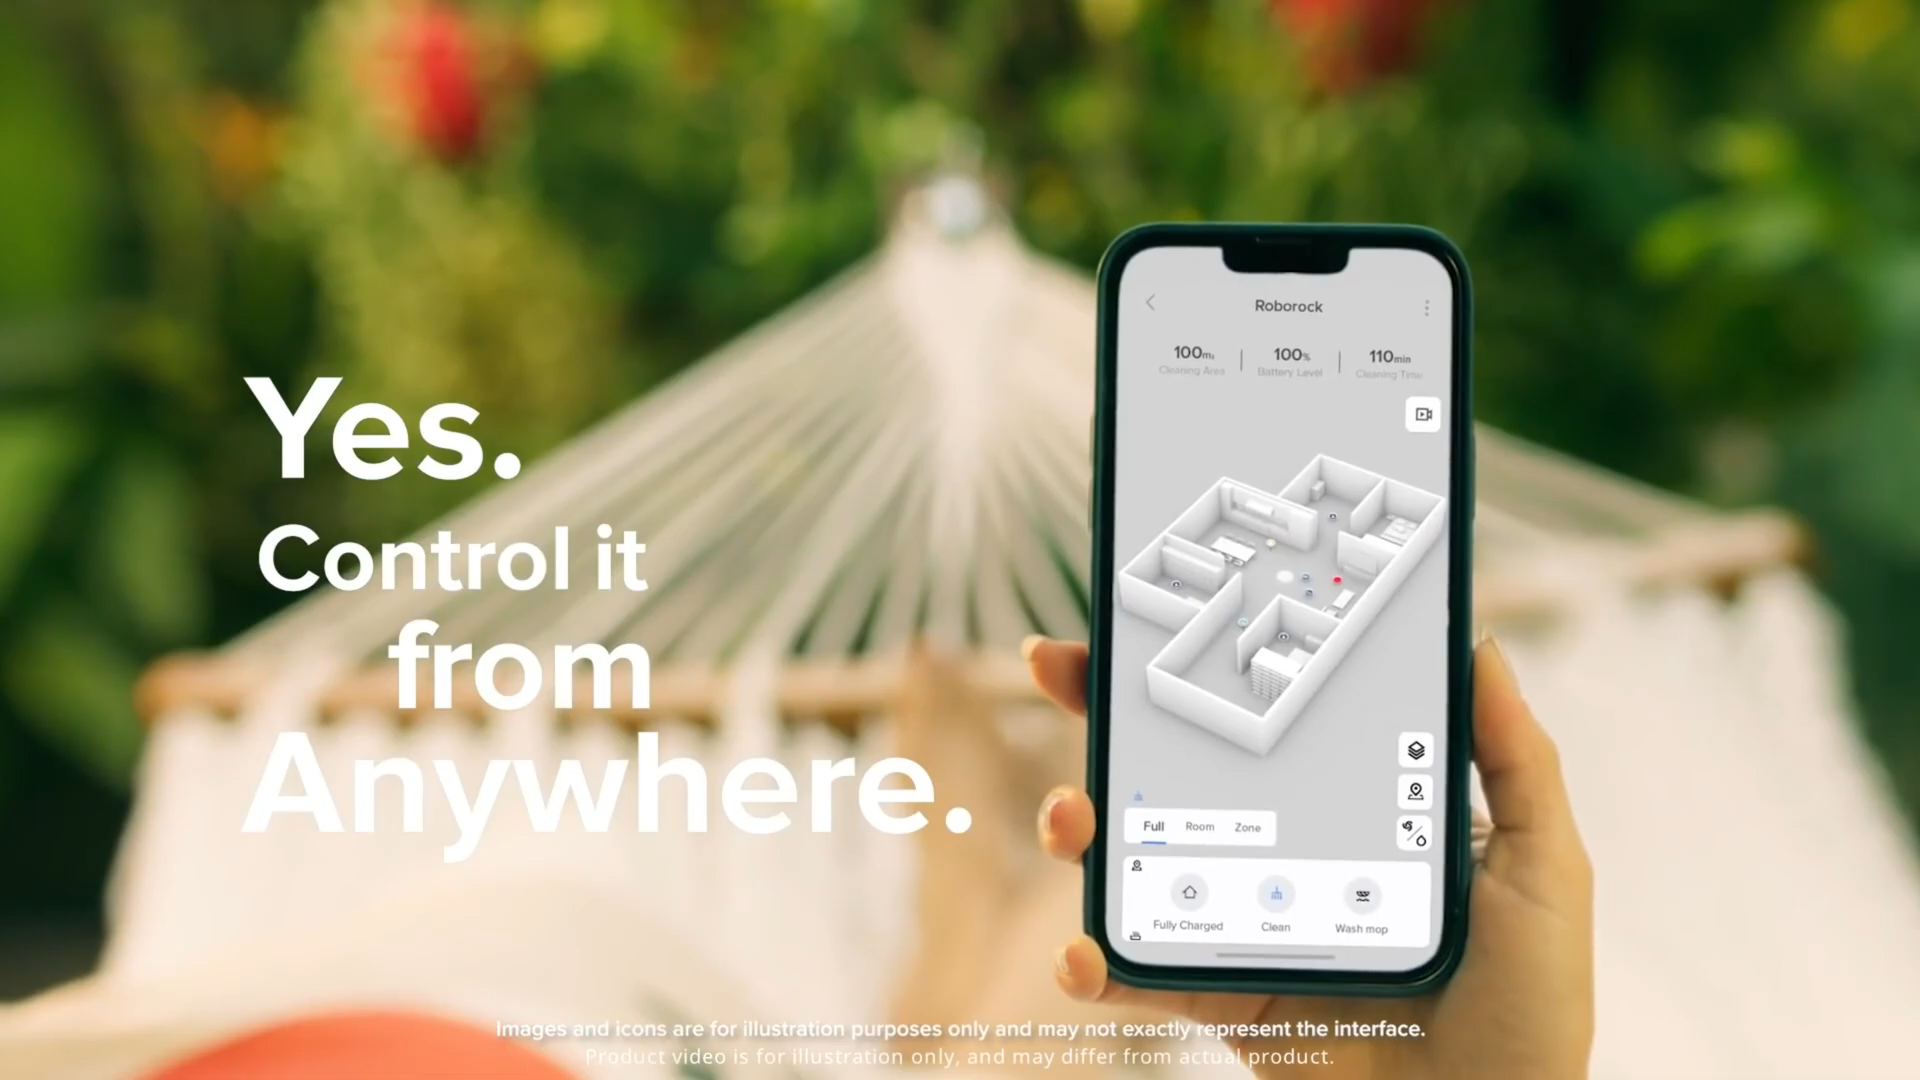 Yes.
Control it
from
Anywhere.
Roborock
100m²
100%
110min
Cleaning Area
Battery Level
Cleaning Time
Full
Room
Zone
Fully Charged
Clean
Wash mop
Images and icons are for illustration purposes only and may not exactly represent the interface.
Product video is for illustration only, and may differ from actual product.